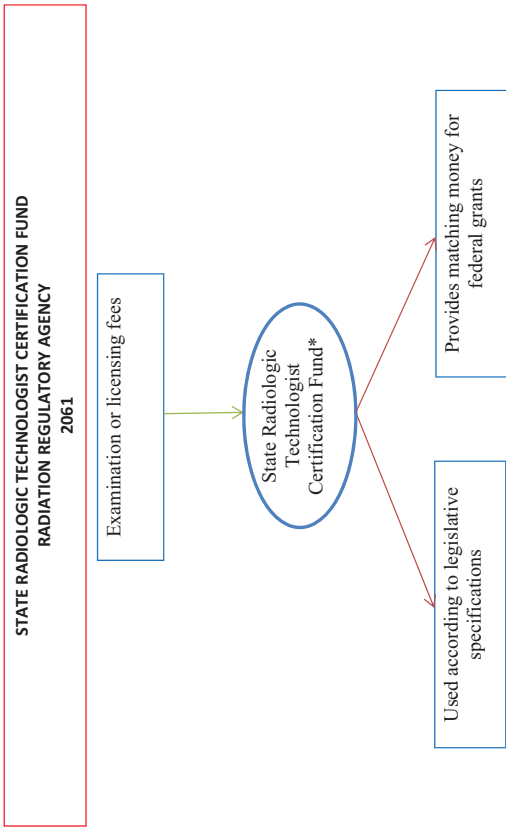 STATE RADIOLOGIC TECHNOLOGIST CERTIFICATION FUND
RADIATION REGULATORY AGENCY
2061
Examination or licensing fees
State Radiologic
Technologist
Certification Fund*
Used according to legislative
specifications
Provides matching money for
federal grants